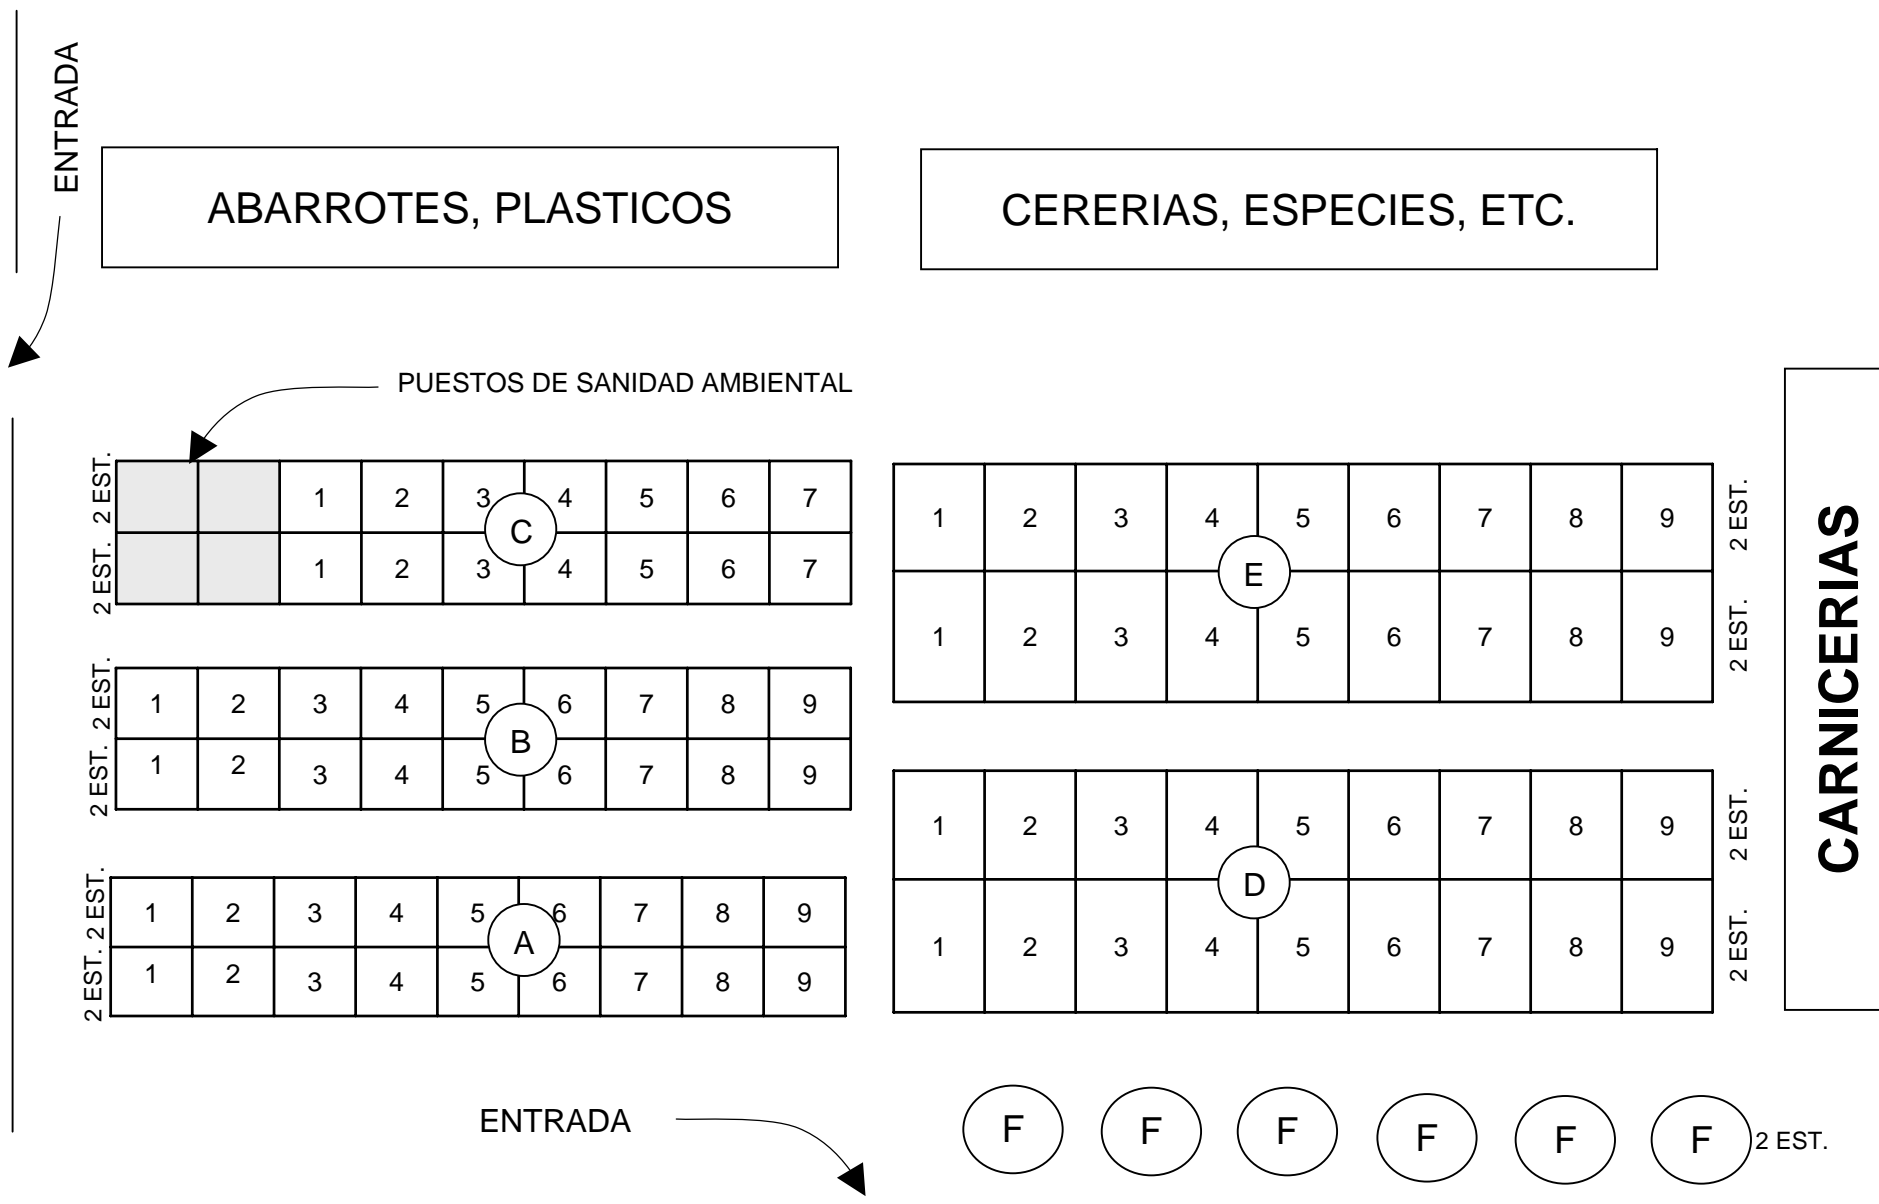 ENTRADA
ABARROTES, PLASTICOS
CERERIAS, ESPECIES, ETC.
PUESTOS DE SANIDAD AMBIENTAL
2 EST.
1 2 3 4 5 6 7
C
2 EST.
1 2 3 4 5 6 7
2 EST.
1 2 3 4 5 6 7 8 9
B
2 EST.
1 2 3 4 5 6 7 8 9
2 EST.
1 2 3 4 5 6 7 8 9
A
2 EST.
1 2 3 4 5 6 7 8 9
1 2 3 4 5 6 7 8 9
2 EST.
E
1 2 3 4 5 6 7 8 9
2 EST.
1 2 3 4 5 6 7 8 9
2 EST.
D
1 2 3 4 5 6 7 8 9
2 EST.
CARNICERIAS
ENTRADA
F F F F F F 2 EST.